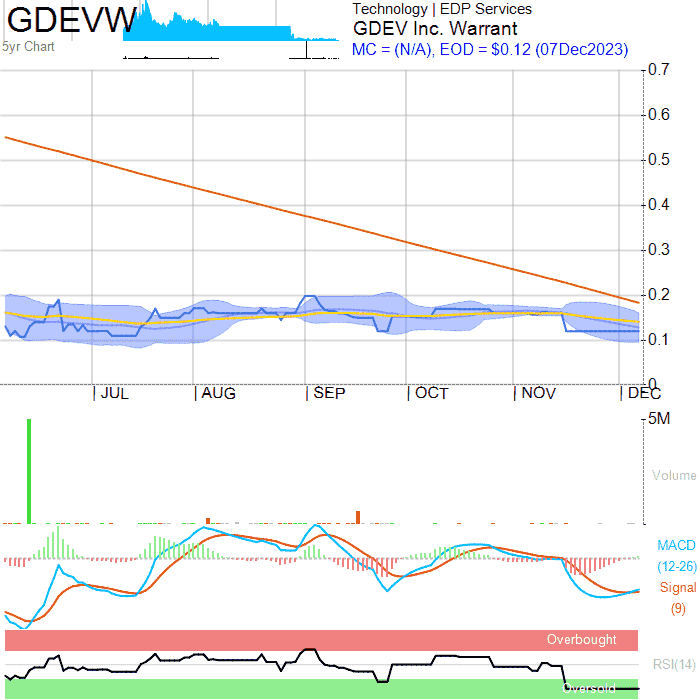 GDEVW
Technology | EDP Services
GDEV Inc. Warrant
5yr Chart
MC = (N/A), EOD = $0.12 (07Dec2023)
0.7
0.6
0.5
0.4
0.3
0.2
0.1
0
JUL AUG SEP OCT NOV DEC
5M
Volume
MACD
(12-26)
Signal
(9)
Overbought
RSI(14)
Oversold